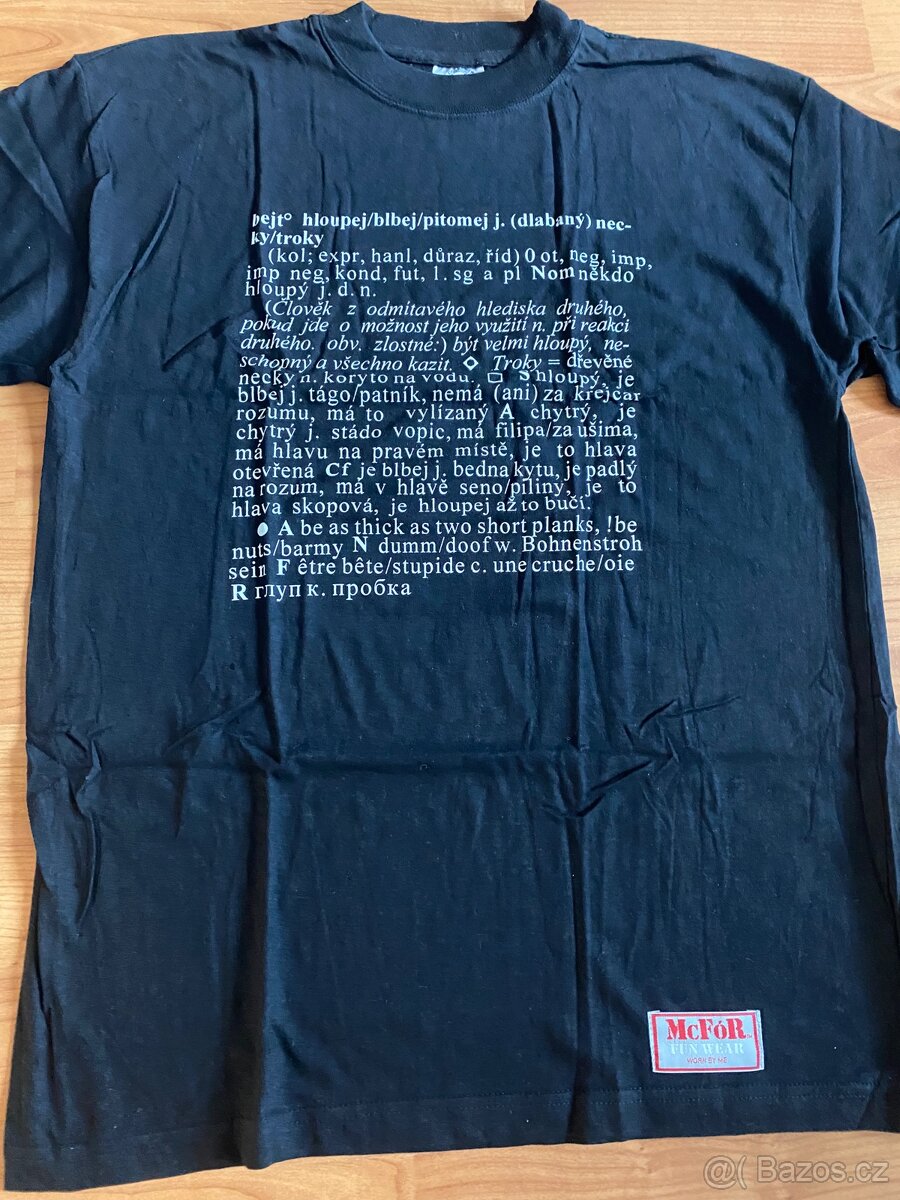 bejt° hloupej/blbej/pitomej j. (dlabaný) nec-
ky/troky
(kol; expr, hanl, důraz, říd) 0 ot, neg, imp,
imp neg, kond, fut, 1. sg a pl Nom někdo
hloupý j. d. n.
(Člověk z odmítavého hlediska druhého,
pokud jde o možnost jeho využití n. při reakci
druhého. obv. zlostné:) být velmi hloupý, ne-
schopný a všechno kazit. ◇ Troky = dřevěné
necky n. koryto na vodu. □ S hloupý, je
blbej j. tágo/patník, nemá (ani) za krejcar
rozumu, má to vylízaný A chytrý, je
chytrý j. stádo vopic, má filipa/za ušima,
má hlavu na pravém místě, je to hlava
otevřená Cf je blbej j. bedna kytu, je padlý
na rozum, má v hlavě seno/piliny, je to
hlava skopová, je hloupej až to bučí.
● A be as thick as two short planks, !be
nuts/barmy N dumm/doof w. Bohnenstroh
sein F être bête/stupide c. une cruche/oie
R глуп к. пробка
McFóR
FUN WEAR
WORK BY ME
@( Bazos.cz